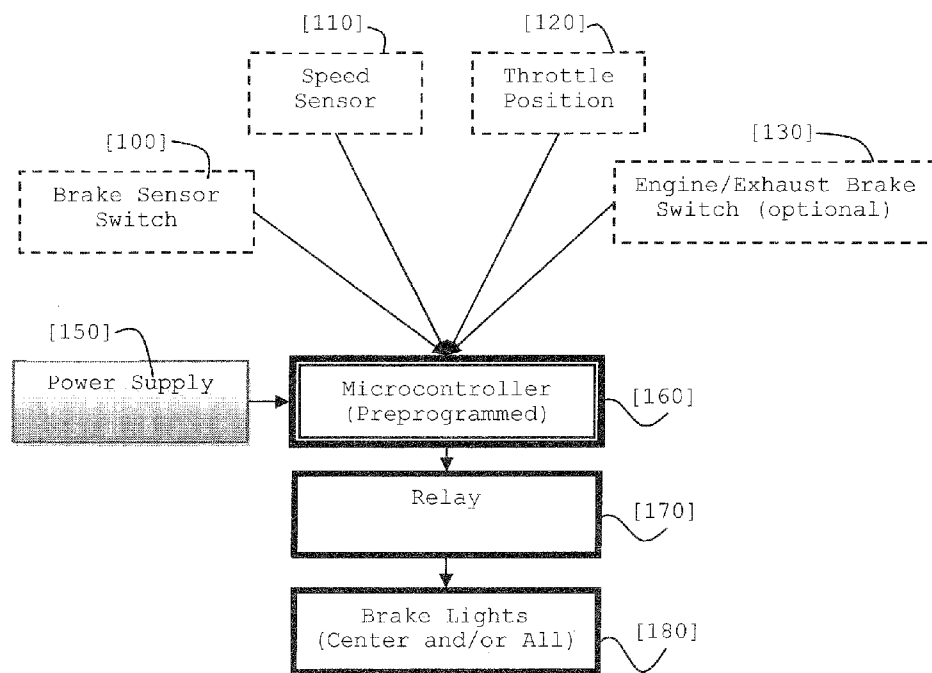 [110]
Speed
Sensor
[120]
Throttle
Position
[100]
Brake Sensor
Switch
[130]
Engine/Exhaust Brake
Switch (optional)
[150]
Power Supply
Microcontroller
(Preprogrammed)
[160]
Relay
[170]
Brake Lights
(Center and/or All)
[180]